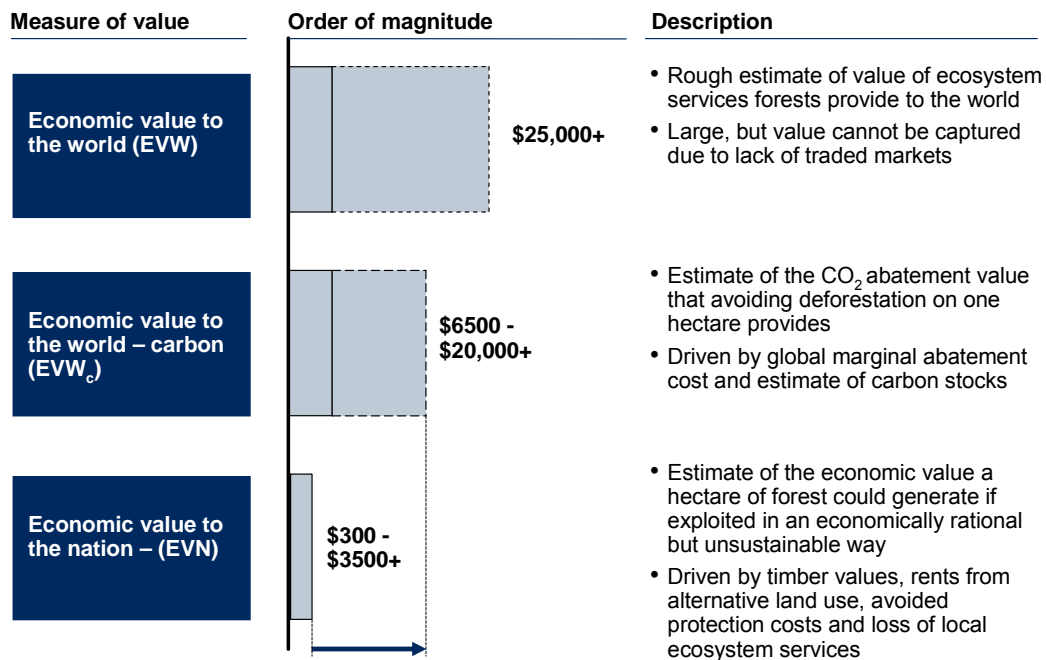 Measure of value
Order of magnitude
Description
Economic value to
the world (EVW)
$25,000+
• Rough estimate of value of ecosystem
services forests provide to the world
• Large, but value cannot be captured
due to lack of traded markets
Economic value to
the world – carbon
(EVWc)
$6500 -
$20,000+
• Estimate of the CO2 abatement value
that avoiding deforestation on one
hectare provides
• Driven by global marginal abatement
cost and estimate of carbon stocks
Economic value to
the nation – (EVN)
$300 -
$3500+
• Estimate of the economic value a
hectare of forest could generate if
exploited in an economically rational
but unsustainable way
• Driven by timber values, rents from
alternative land use, avoided
protection costs and loss of local
ecosystem services